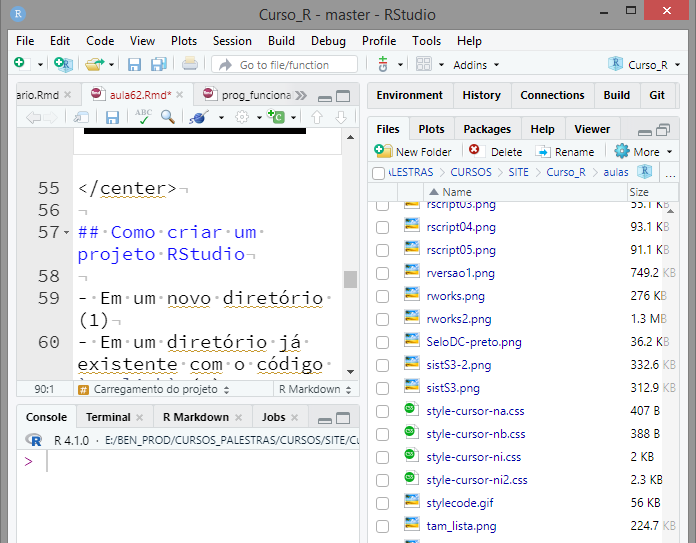 Curso_R - master - RStudio
File Edit Code View Plots Session Build Debug Profile Tools Help
Go to file/function Addins Curso_R
ario.Rmd aula62.Rmd* prog_funciona
55 </center>¬
56 ¬
57 ## Como criar um
projeto RStudio¬
58 ¬
59 - Em um novo diretório
(1)¬
60 - Em um diretório já
existente com o código
90:1 Carregamento do projeto R Markdown
Console Terminal R Markdown Jobs
R 4.1.0 · E:/BEN_PROD/CURSOS_PALESTRAS/CURSOS/SITE/Cu
>
Environment History Connections Build Git
Files Plots Packages Help Viewer
New Folder Delete Rename More
ALESTRAS CURSOS SITE Curso_R aulas ...
Name Size
rscript03.png 55.1 KB
rscript04.png 93.1 KB
rscript05.png 91.1 KB
rversao1.png 749.2 KB
rworks.png 276 KB
rworks2.png 1.3 MB
SeloDC-preto.png 36.2 KB
sistS3-2.png 332.6 KB
sistS3.png 312.9 KB
style-cursor-na.css 407 B
style-cursor-nb.css 388 B
style-cursor-ni.css 2 KB
style-cursor-ni2.css 2.3 KB
stylecode.gif 56 KB
tam_lista.png 224.7 KB